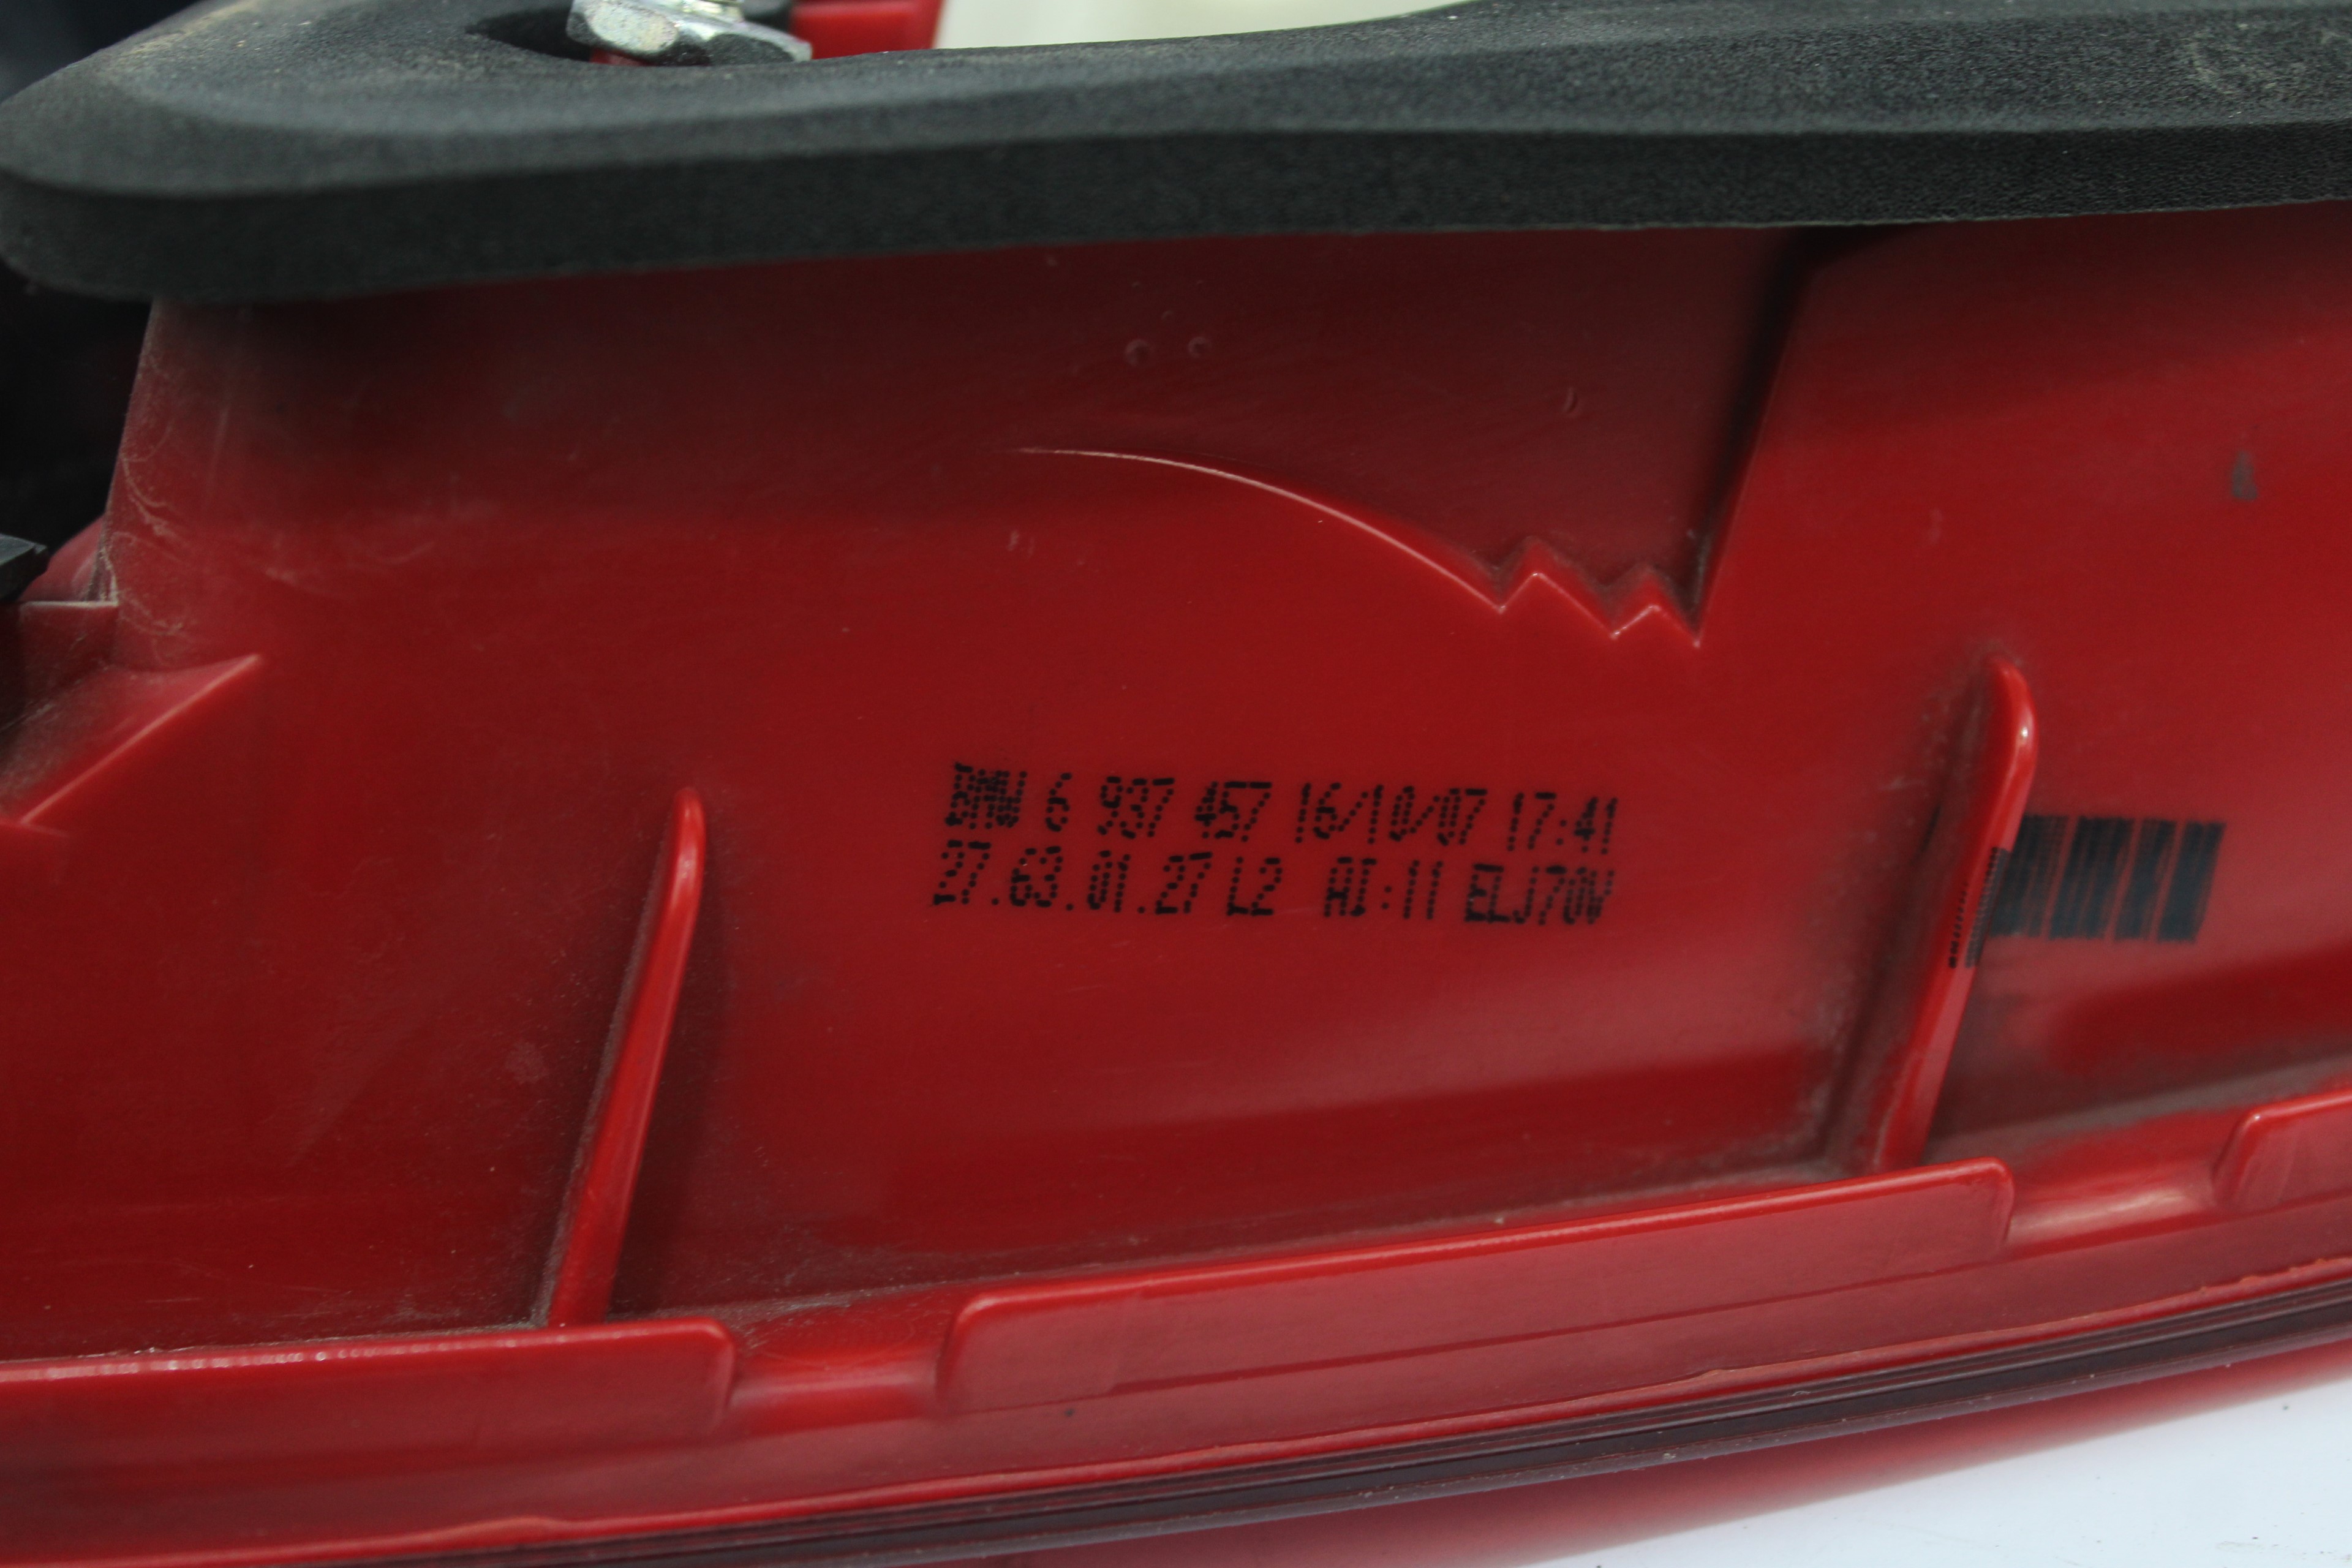 BMW 6 937 457 16/10/07 17:41
27.63.01.27 L2 AI:11 ELJ70V